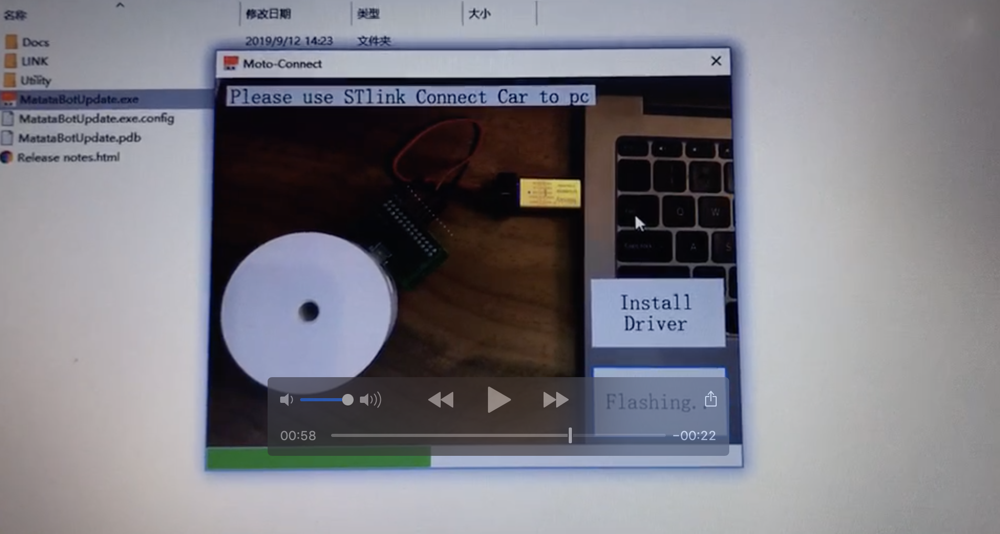 名称
修改日期
类型
大小
Docs
2019/9/12 14:23
文件夹
LINK
Utility
MatataBotUpdate.exe
MatataBotUpdate.exe.config
MatataBotUpdate.pdb
Release notes.html
Moto-Connect
Please use STlink Connect Car to pc
Q
W
A
S
Install
Driver
Flashing..
00:58
-00:22